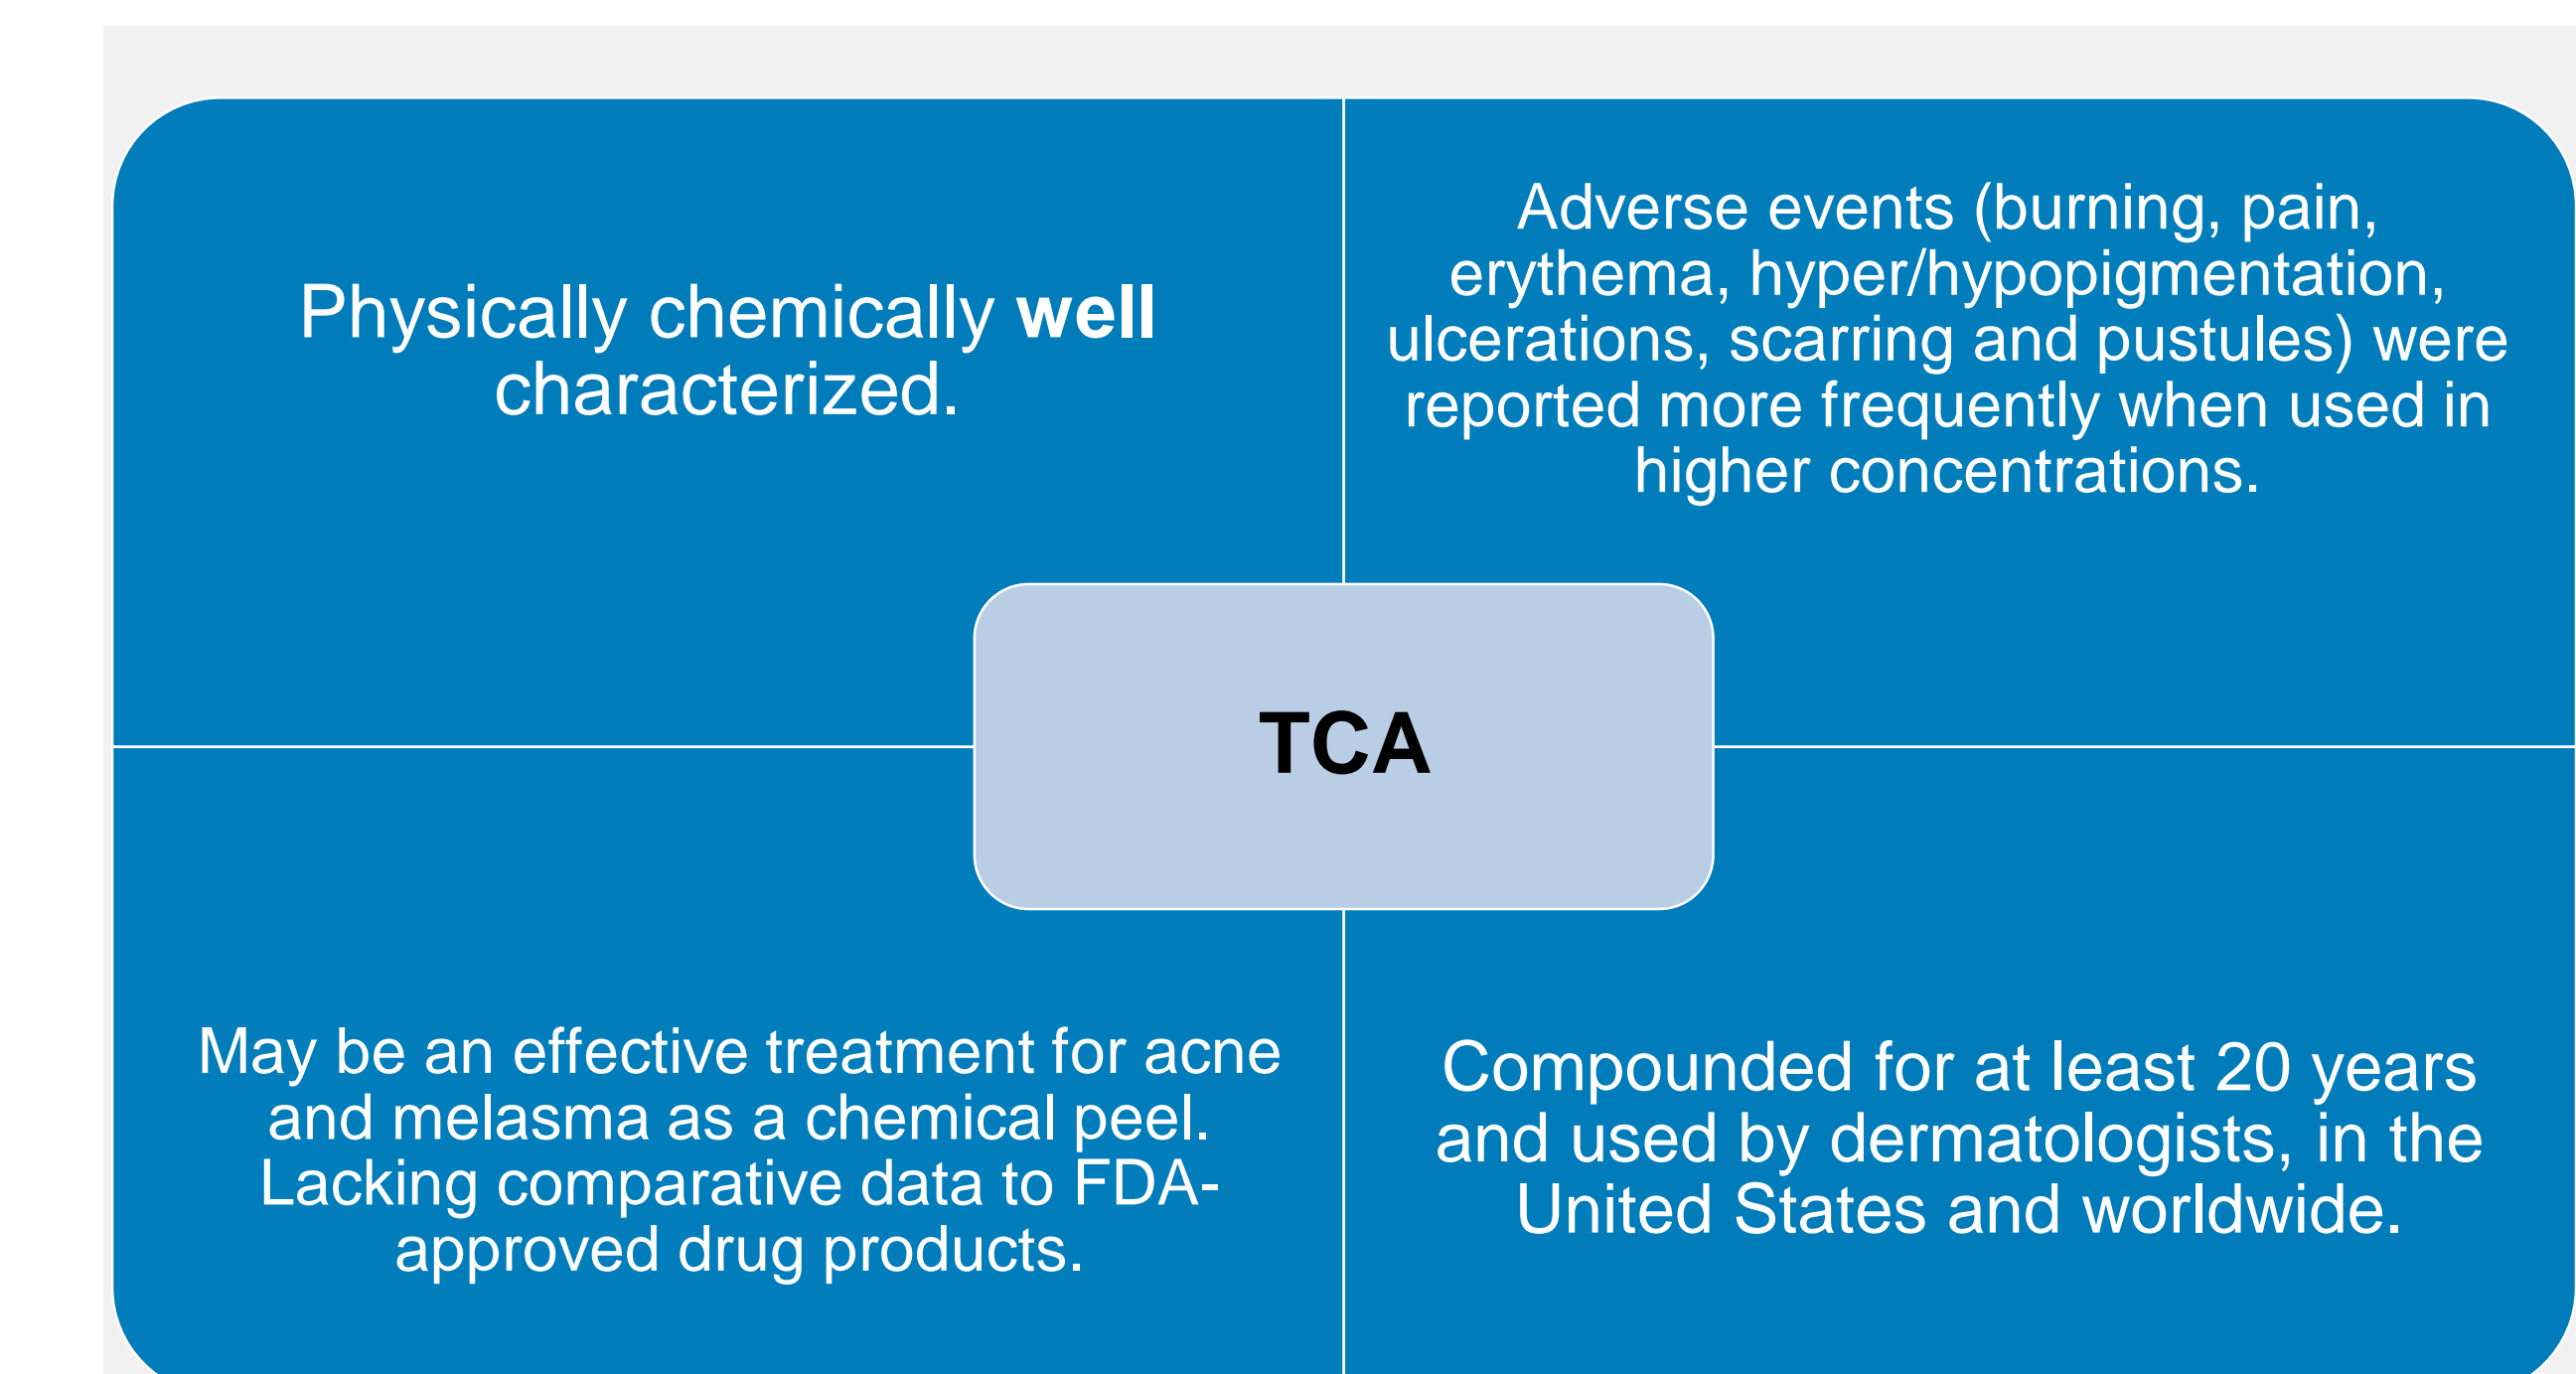 Physically chemically well
characterized.
Adverse events (burning, pain,
erythema, hyper/hypopigmentation,
ulcerations, scarring and pustules) were
reported more frequently when used in
higher concentrations.
TCA
May be an effective treatment for acne
and melasma as a chemical peel.
Lacking comparative data to FDA-
approved drug products.
Compounded for at least 20 years
and used by dermatologists, in the
United States and worldwide.